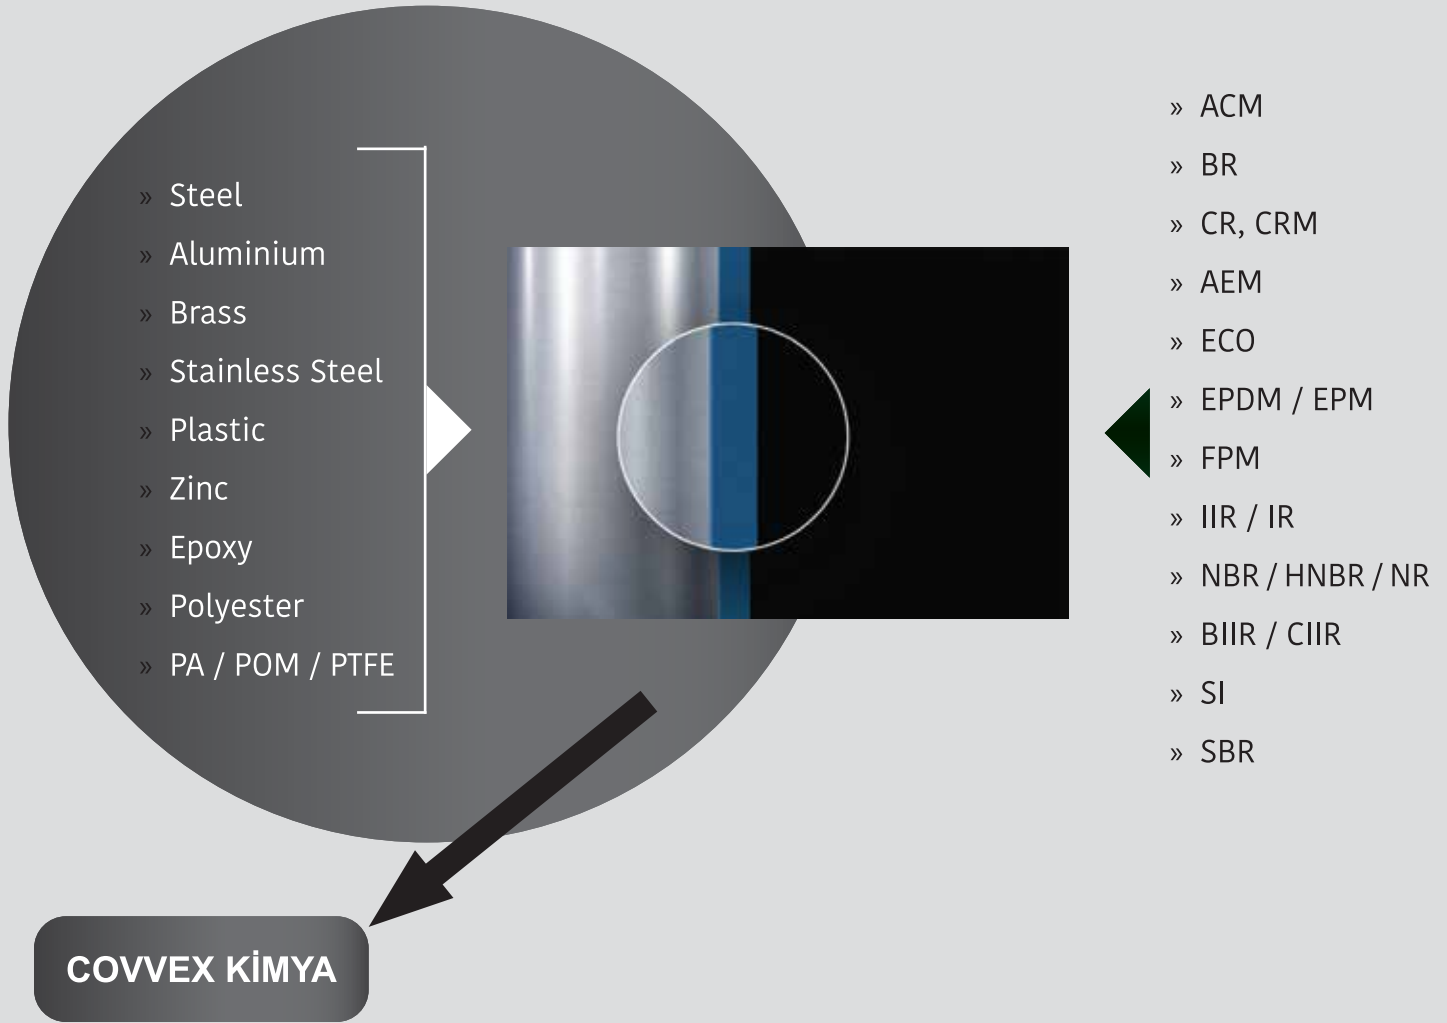 » Steel
» Aluminium
» Brass
» Stainless Steel
» Plastic
» Zinc
» Epoxy
» Polyester
» PA / POM / PTFE
» ACM
» BR
» CR, CRM
» AEM
» ECO
» EPDM / EPM
» FPM
» IIR / IR
» NBR / HNBR / NR
» BIIR / CIIR
» SI
» SBR
COVVEX KİMYA